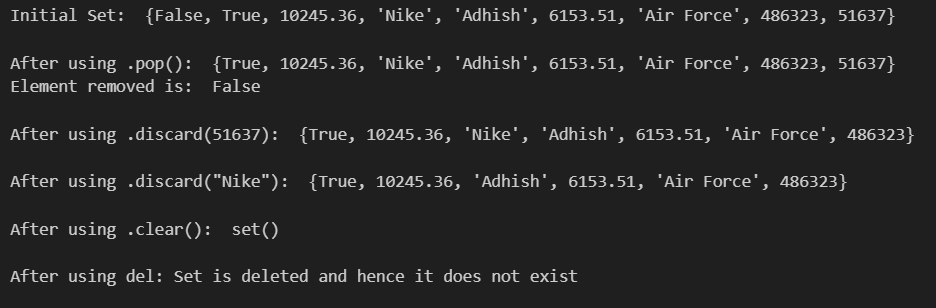 Initial Set:  {False, True, 10245.36, 'Nike', 'Adhish', 6153.51, 'Air Force', 486323, 51637}
After using .pop():  {True, 10245.36, 'Nike', 'Adhish', 6153.51, 'Air Force', 486323, 51637}
Element removed is:  False
After using .discard(51637):  {True, 10245.36, 'Nike', 'Adhish', 6153.51, 'Air Force', 486323}
After using .discard("Nike"):  {True, 10245.36, 'Adhish', 6153.51, 'Air Force', 486323}
After using .clear():  set()
After using del: Set is deleted and hence it does not exist